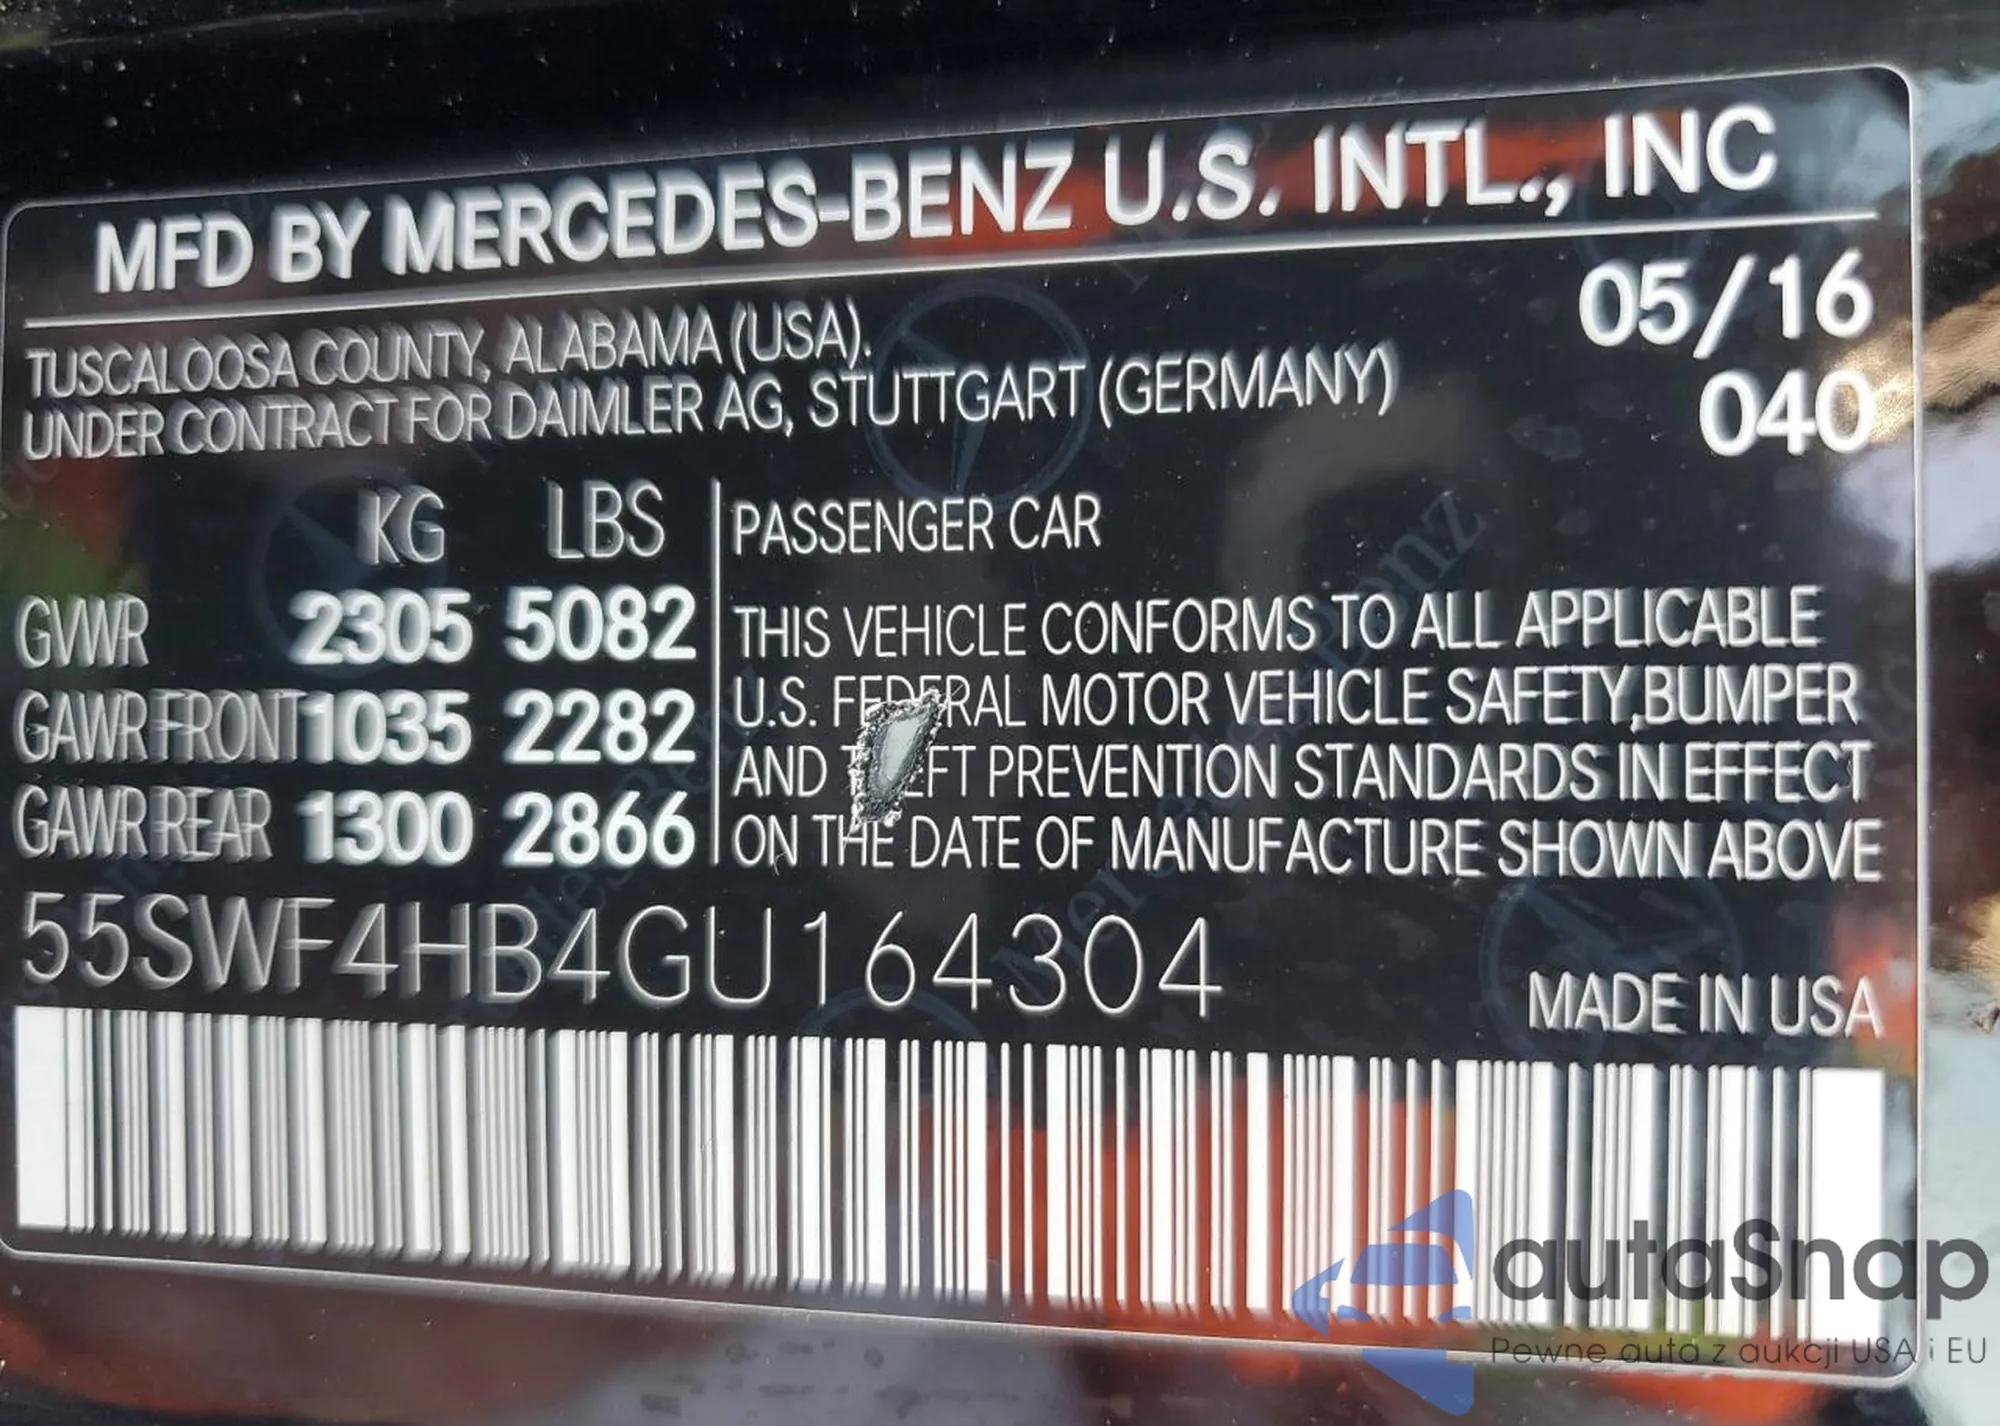 MFD BY MERCEDES-BENZ U.S. INTL., INC
05/16
TUSCALOOSA COUNTY, ALABAMA (USA).
UNDER CONTRACT FOR DAIMLER AG, STUTTGART (GERMANY)
040
KG LBS
GVWR 2305 5082
GAWR FRONT 1035 2282
GAWR REAR 1300 2866
PASSENGER CAR
THIS VEHICLE CONFORMS TO ALL APPLICABLE
U.S. FEDERAL MOTOR VEHICLE SAFETY, BUMPER
AND THEFT PREVENTION STANDARDS IN EFFECT
ON THE DATE OF MANUFACTURE SHOWN ABOVE
55SWF4HB4GU164304
MADE IN USA
autaSnap
Pewne auta z aukcji USA i EU